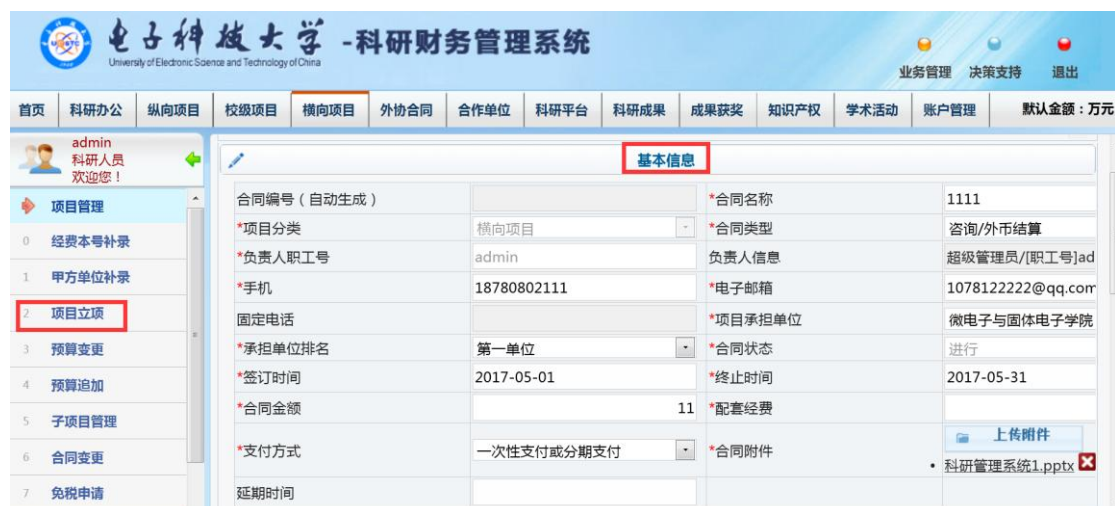 电子科技大学 -科研财务管理系统
University of Electronic Science and Technology of China
业务管理 决策支持 退出
首页 科研办公 纵向项目 校级项目 横向项目 外协合同 合作单位 科研平台 科研成果 成果获奖 知识产权 学术活动 账户管理 默认金额：万元
admin
科研人员
欢迎您！
项目管理
0 经费本号补录
1 甲方单位补录
2 项目立项
3 预算变更
4 预算追加
5 子项目管理
6 合同变更
7 免税申请
基本信息
合同编号（自动生成） *合同名称 1111
*项目分类 横向项目 *合同类型 咨询/外币结算
*负责人职工号 admin 负责人信息 超级管理员/[职工号]ad
*手机 18780802111 *电子邮箱 1078122222@qq.com
固定电话 *项目承担单位 微电子与固体电子学院
*承担单位排名 第一单位 *合同状态 进行
*签订时间 2017-05-01 *终止时间 2017-05-31
*合同金额 11 *配套经费
*支付方式 一次性支付或分期支付 *合同附件 上传附件
• 科研管理系统1.pptx
延期时间